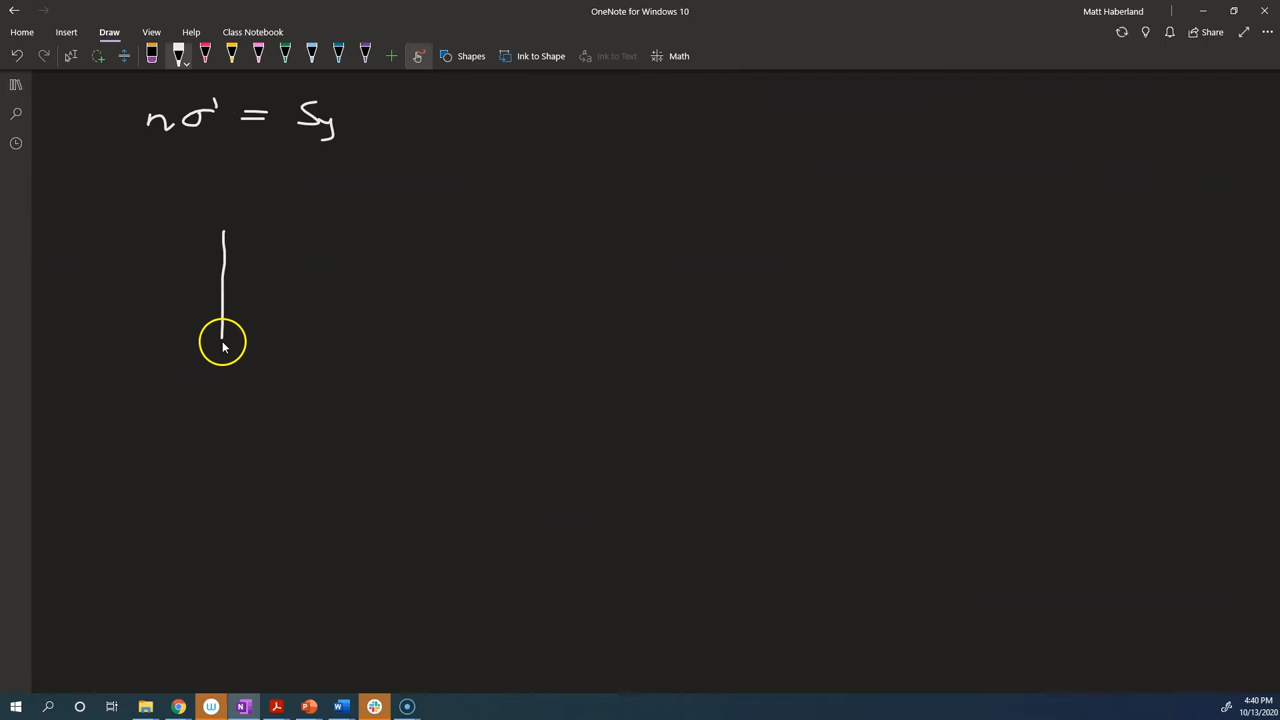 OneNote for Windows 10
Matt Haberland
Home Insert Draw View Help Class Notebook
Share
Shapes Ink to Shape Ink to Text Math
nσ' = Sy
4:40 PM
10/13/2020